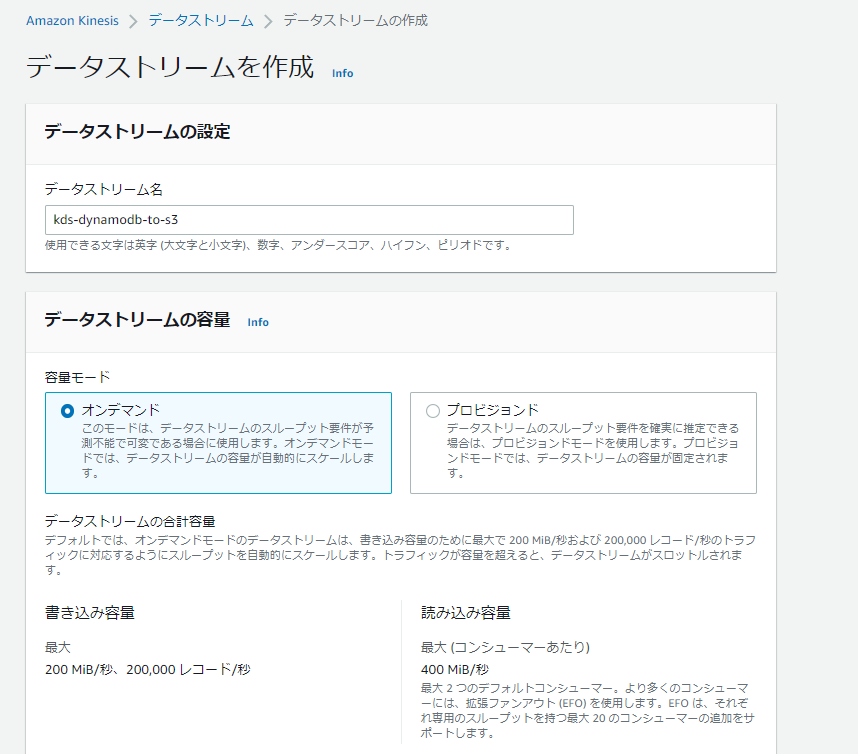 Amazon Kinesis > データストリーム > データストリームの作成
データストリームを作成 Info
データストリームの設定
データストリーム名
kds-dynamodb-to-s3
使用できる文字は英字 (大文字と小文字)、数字、アンダースコア、ハイフン、ピリオドです。
データストリームの容量 Info
容量モード
オンデマンド
このモードは、データストリームのスループット要件が予
測不能で可変である場合に使用します。オンデマンドモー
ドでは、データストリームの容量が自動的にスケールしま
す。
プロビジョンド
データストリームのスループット要件を確実に推定できる
場合は、プロビジョンドモードを使用します。プロビジョ
ンドモードでは、データストリームの容量が固定されま
す。
データストリームの合計容量
デフォルトでは、オンデマンドモードのデータストリームは、書き込み容量のために最大で 200 MiB/秒および 200,000 レコード/秒のトラフ
ィックに対応するようにスループットを自動的にスケールします。トラフィックが容量を超えると、データストリームがスロットルされま
す。
書き込み容量
最大
200 MiB/秒、200,000 レコード/秒
読み込み容量
最大 (コンシューマーあたり)
400 MiB/秒
最大 2 つのデフォルトコンシューマー。より多くのコンシューマ
ーには、拡張ファンアウト (EFO) を使用します。EFO は、それぞ
れ専用のスループットを持つ最大 20 のコンシューマーの追加をサ
ポートします。